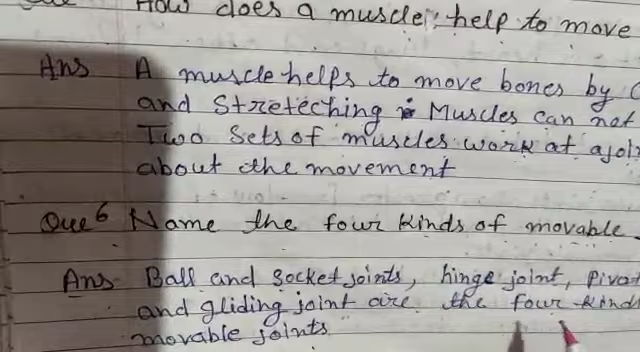 How does a muscle help to move
Ans A muscle helps to move bones by
and Streteching Muscles can not
Two Sets of muscles work at a
about the movement
Que 6 Name the four kinds of movable
Ans Ball and socket joints, hinge joint, Pivot
and gliding joint are the four kinds
movable joints